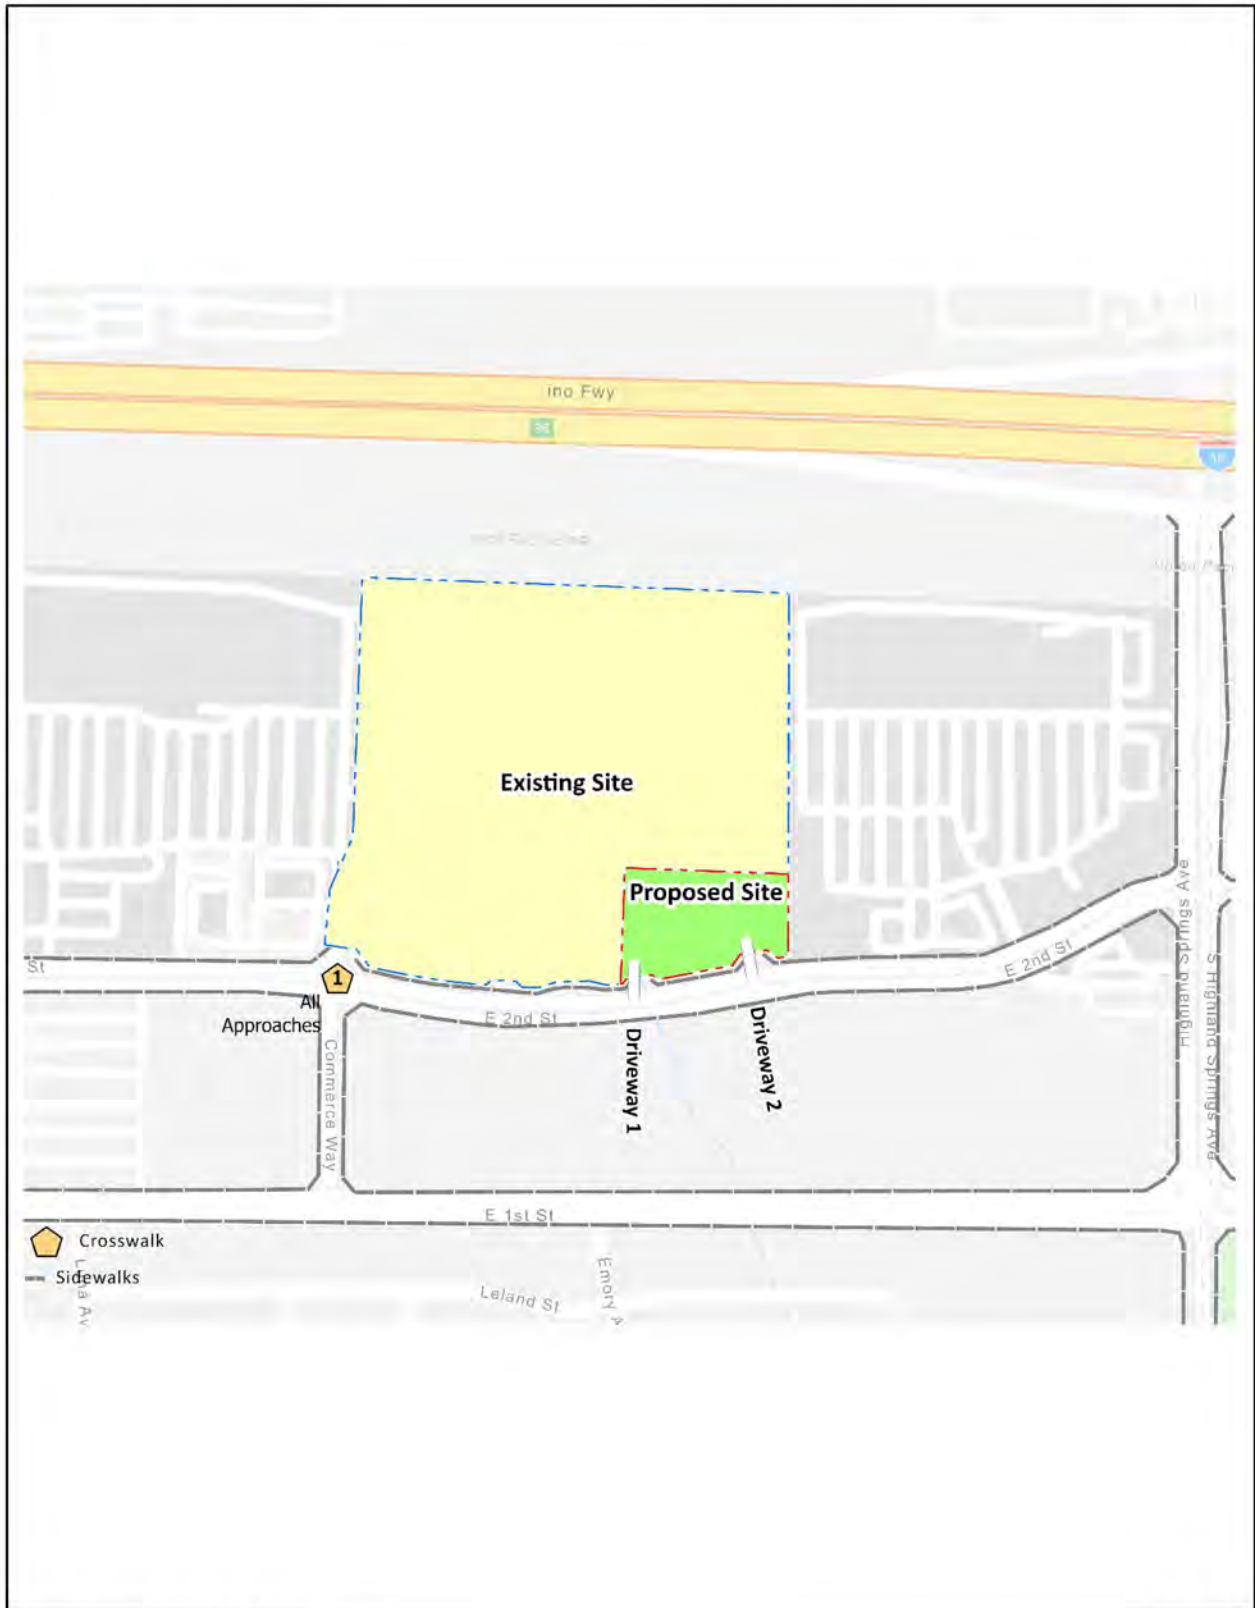 ino Fwy
Existing Site
Proposed Site
Highland Springs Ave
S Highland Springs Ave
E 2nd St
St
1
All
Approaches
E 2nd St
Driveway 1
Driveway 2
Commerce Way
E 1st St
Crosswalk
Sidewalks
Leland St
Emory A